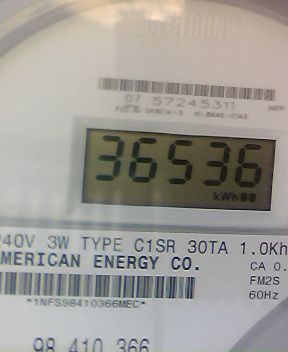 07 57245311
36536
kWh
240V 3W TYPE C1SR 30TA 1.0Kh
AMERICAN ENERGY CO.
CA 0.
FM2S
60Hz
*1NFS98410366MEC*
98 410 366